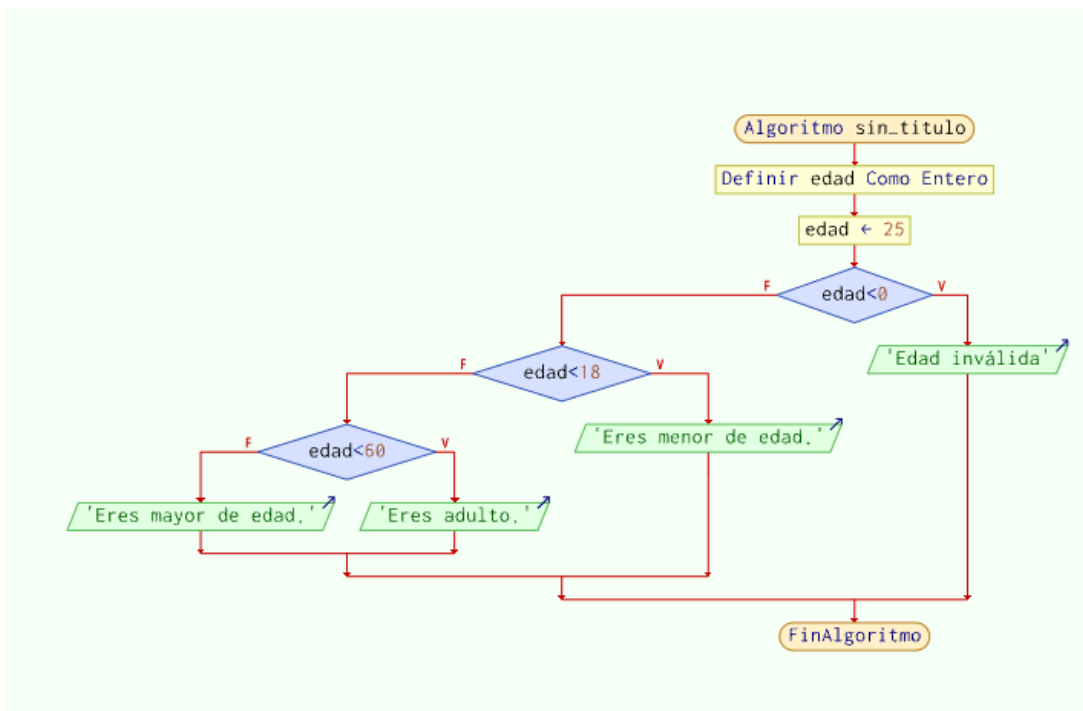 Algoritmo sin_titulo
Definir edad Como Entero
edad ← 25
F
edad<0
V
'Edad inválida'
F
edad<18
V
'Eres menor de edad.'
F
edad<60
V
'Eres mayor de edad.'
'Eres adulto.'
FinAlgoritmo